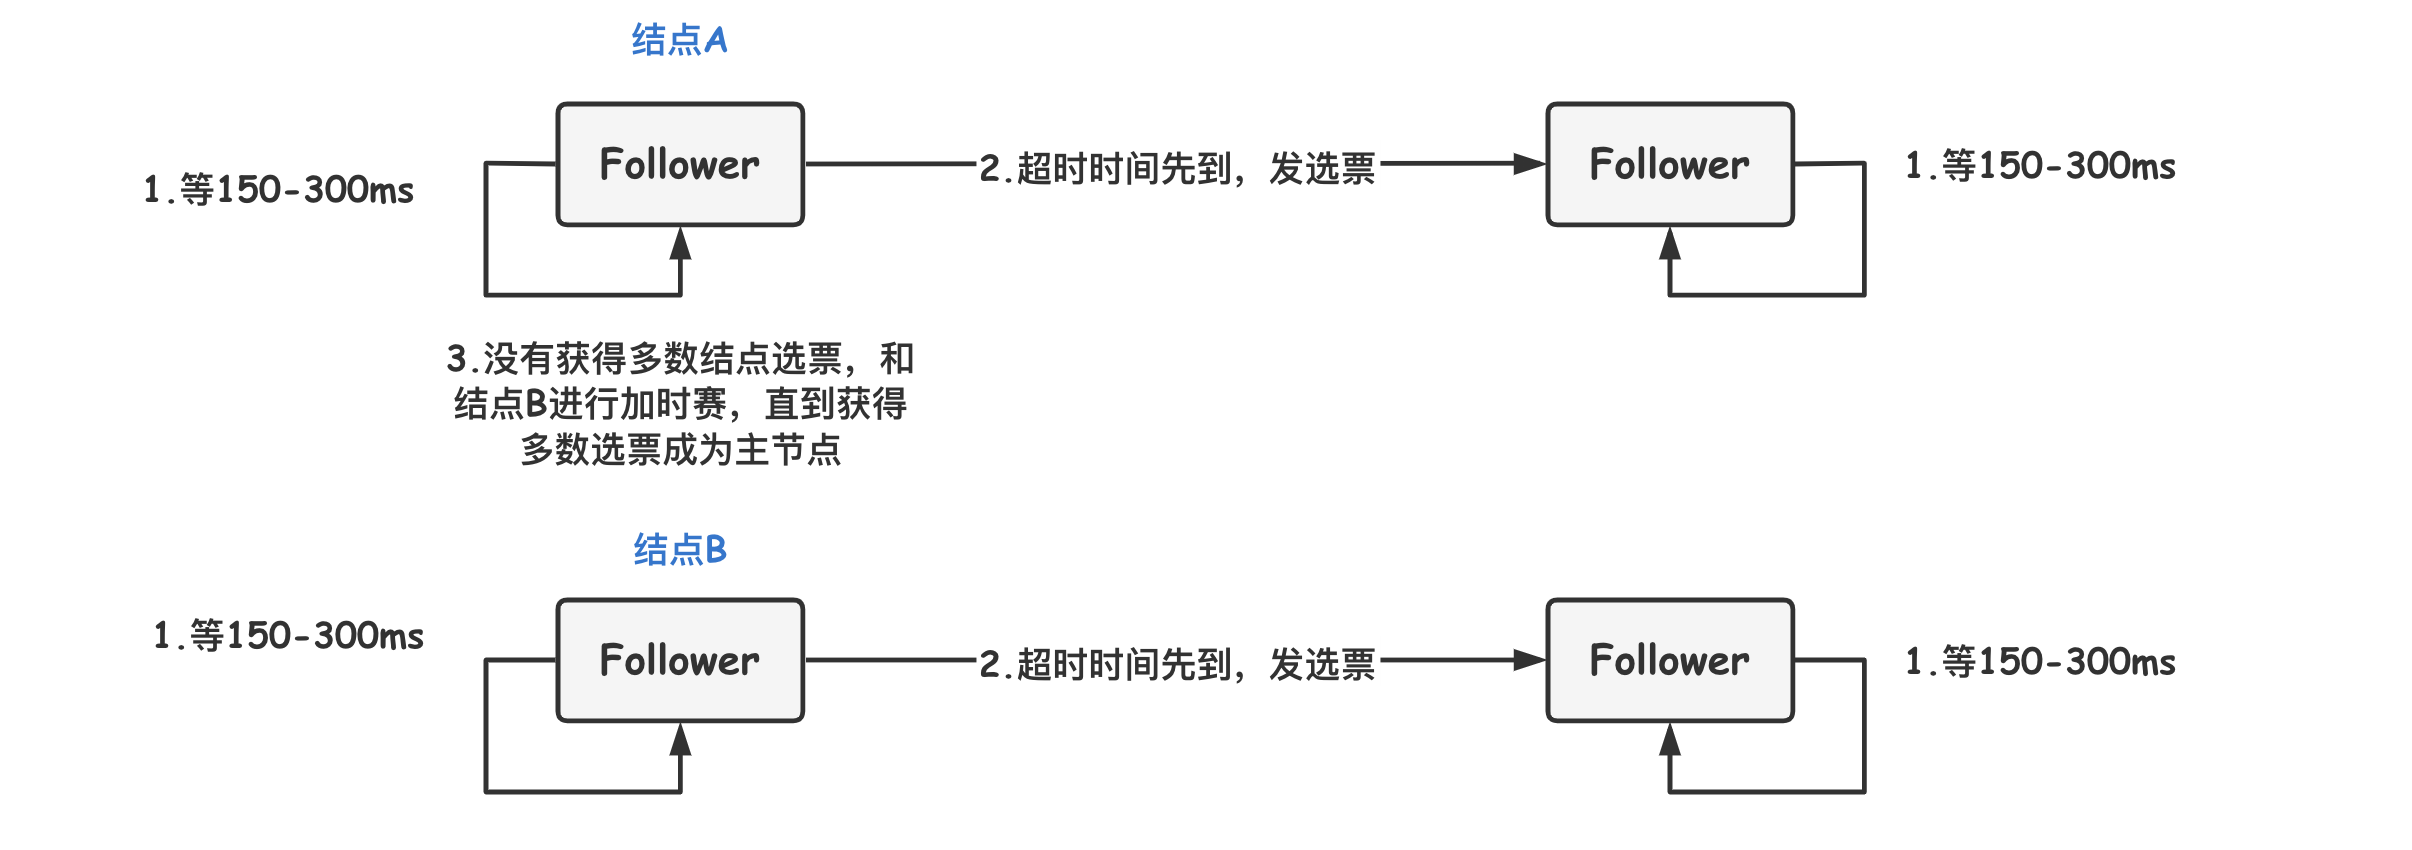 结点A
Follower
2.超时时间先到，发选票
Follower
1.等150-300ms
1.等150-300ms
3.没有获得多数结点选票，和
结点B进行加时赛，直到获得
多数选票成为主节点
结点B
1.等150-300ms
Follower
2.超时时间先到，发选票
Follower
1.等150-300ms